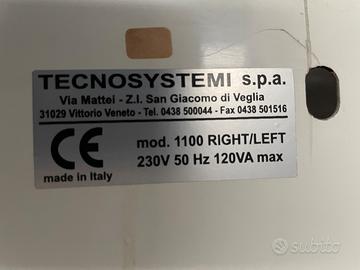 TECNOSYSTEMI s.p.a.
Via Mattei - Z.I. San Giacomo di Veglia
31029 Vittorio Veneto - Tel. 0438 500044 - Fax 0438 501516
CE
mod. 1100 RIGHT/LEFT
230V 50 Hz 120VA max
made in Italy
subito